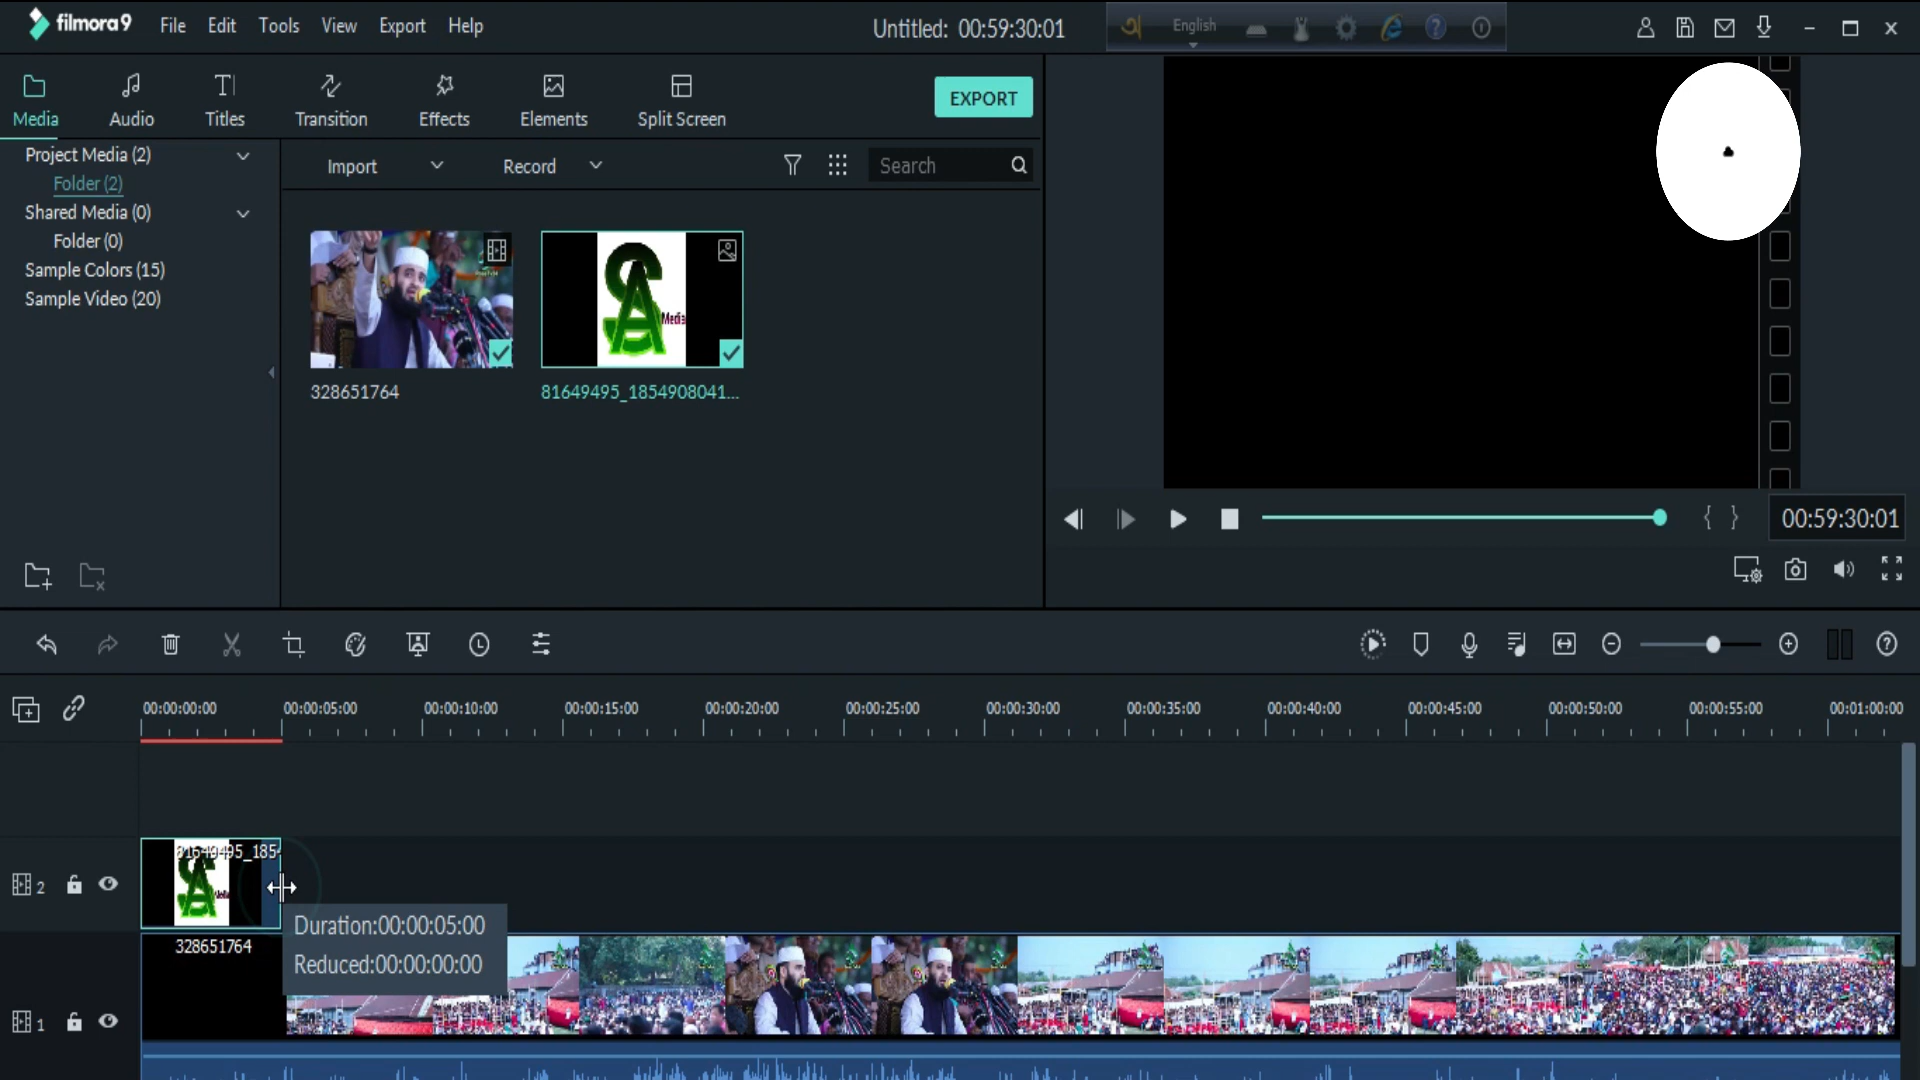 filmora9 File Edit Tools View Export Help Untitled: 00:59:30:01 English
Media Audio Titles Transition Effects Elements Split Screen EXPORT
Project Media (2)
Folder (2)
Shared Media (0)
Folder (0)
Sample Colors (15)
Sample Video (20)
Import Record Search
Media
328651764 81649495_1854908041...
00:59:30:01
00:00:00:00 00:00:05:00 00:00:10:00 00:00:15:00 00:00:20:00 00:00:25:00 00:00:30:00 00:00:35:00 00:00:40:00 00:00:45:00 00:00:50:00 00:00:55:00 00:01:00:00
81649495_185
2
Duration:00:00:05:00
328651764
Reduced:00:00:00:00
1